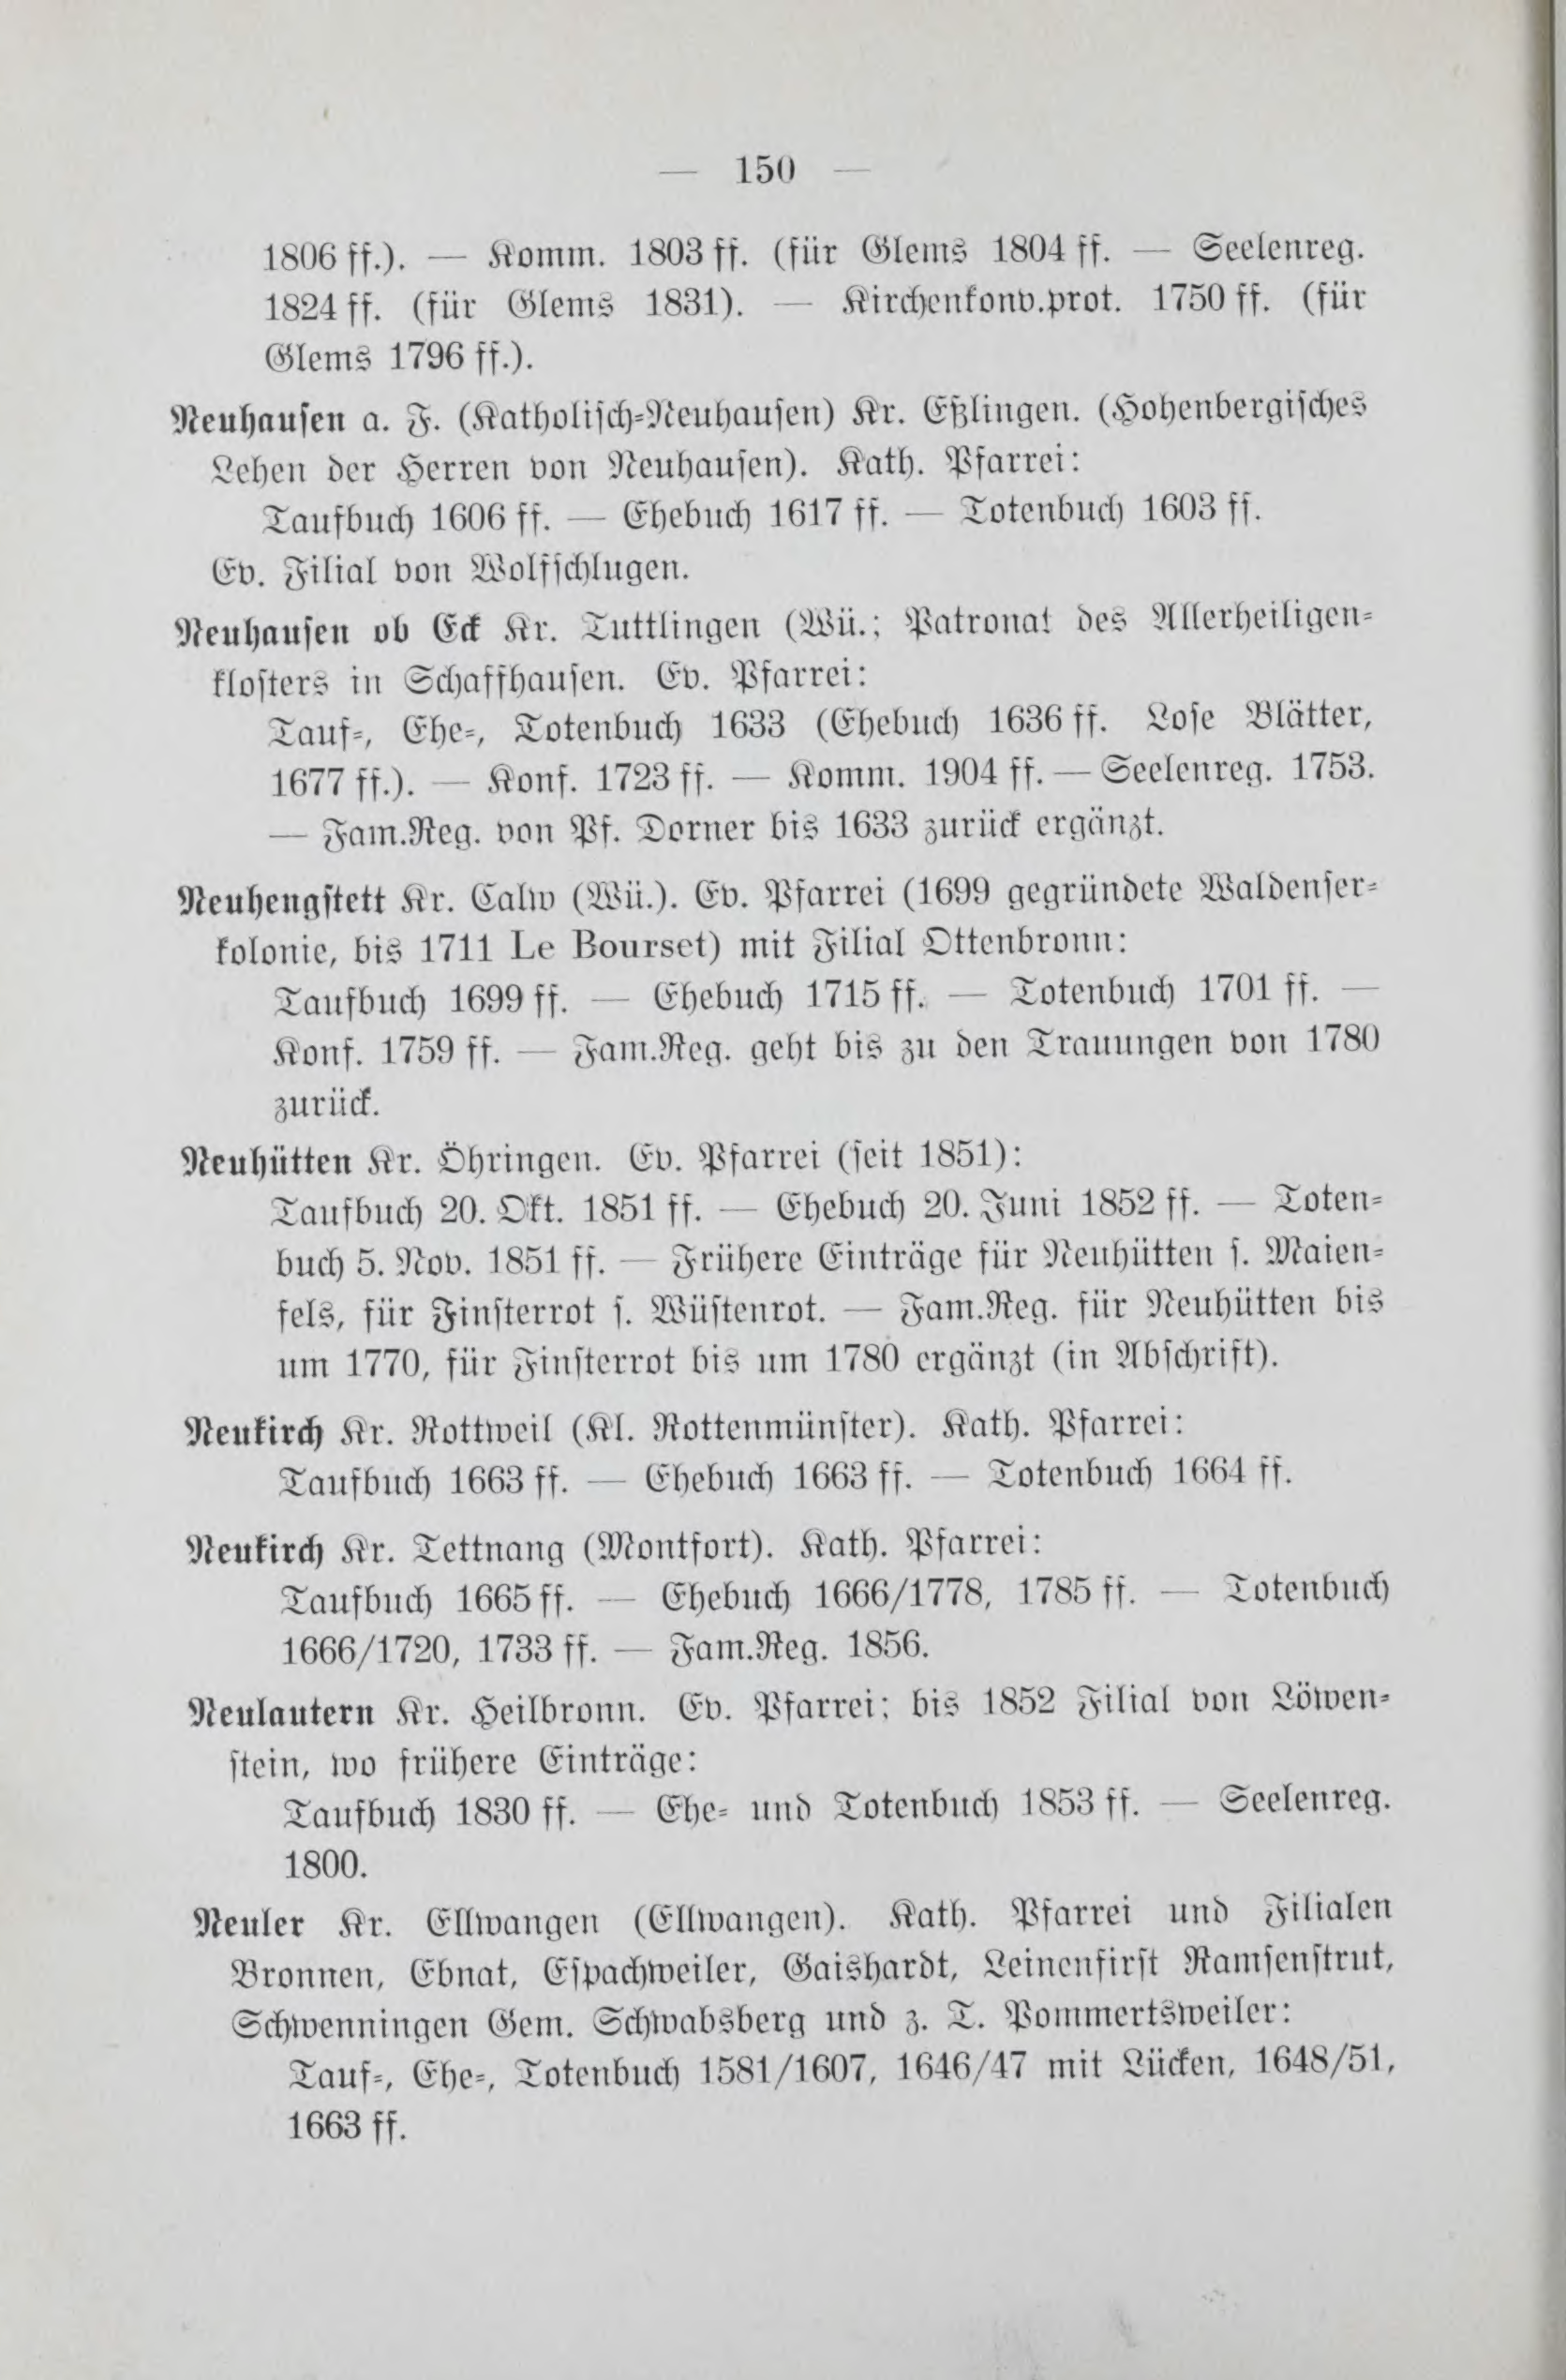 — 150 —
1806 ff.). — Komm. 1803 ff. (für Glems 1804 ff. — Seelenreg.
1824 ff. (für Glems 1831). — Kirchenkonv.prot. 1750 ff. (für
Glems 1796 ff.).
Neuhausen a. F. (Katholisch-Neuhausen) Kr. Eßlingen. (Hohenbergisches
Lehen der Herren von Neuhausen). Kath. Pfarrei:
Taufbuch 1606 ff. — Ehebuch 1617 ff. — Totenbuch 1603 ff.
Ev. Filial von Wolfschlugen.
Neuhausen ob Eck Kr. Tuttlingen (Wü.; Patronat des Allerheiligen-
klosters in Schaffhausen. Ev. Pfarrei:
Tauf-, Ehe-, Totenbuch 1633 (Ehebuch 1636 ff. Lose Blätter,
1677 ff.). — Konf. 1723 ff. — Komm. 1904 ff. — Seelenreg. 1753.
— Fam.Reg. von Pf. Dorner bis 1633 zurück ergänzt.
Neuhengstett Kr. Calw (Wü.). Ev. Pfarrei (1699 gegründete Waldenser-
kolonie, bis 1711 Le Bourset) mit Filial Ottenbronn:
Taufbuch 1699 ff. — Ehebuch 1715 ff. — Totenbuch 1701 ff. —
Konf. 1759 ff. — Fam.Reg. geht bis zu den Trauungen von 1780
zurück.
Neuhütten Kr. Öhringen. Ev. Pfarrei (seit 1851):
Taufbuch 20. Okt. 1851 ff. — Ehebuch 20. Juni 1852 ff. — Toten-
buch 5. Nov. 1851 ff. — Frühere Einträge für Neuhütten s. Maien-
fels, für Finsterrot s. Wüstenrot. — Fam.Reg. für Neuhütten bis
um 1770, für Finsterrot bis um 1780 ergänzt (in Abschrift).
Neukirch Kr. Rottweil (Kl. Rottenmünster). Kath. Pfarrei:
Taufbuch 1663 ff. — Ehebuch 1663 ff. — Totenbuch 1664 ff.
Neukirch Kr. Tettnang (Montfort). Kath. Pfarrei:
Taufbuch 1665 ff. — Ehebuch 1666/1778, 1785 ff. — Totenbuch
1666/1720, 1733 ff. — Fam.Reg. 1856.
Neulautern Kr. Heilbronn. Ev. Pfarrei; bis 1852 Filial von Löwen-
stein, wo frühere Einträge:
Taufbuch 1830 ff. — Ehe- und Totenbuch 1853 ff. — Seelenreg.
1800.
Neuler Kr. Ellwangen (Ellwangen). Kath. Pfarrei und Filialen
Bronnen, Ebnat, Espachweiler, Gaishardt, Leinenfirst Ramsenstrut,
Schwenningen Gem. Schwabsberg und z. T. Pommertsweiler:
Tauf-, Ehe-, Totenbuch 1581/1607, 1646/47 mit Lücken, 1648/51,
1663 ff.